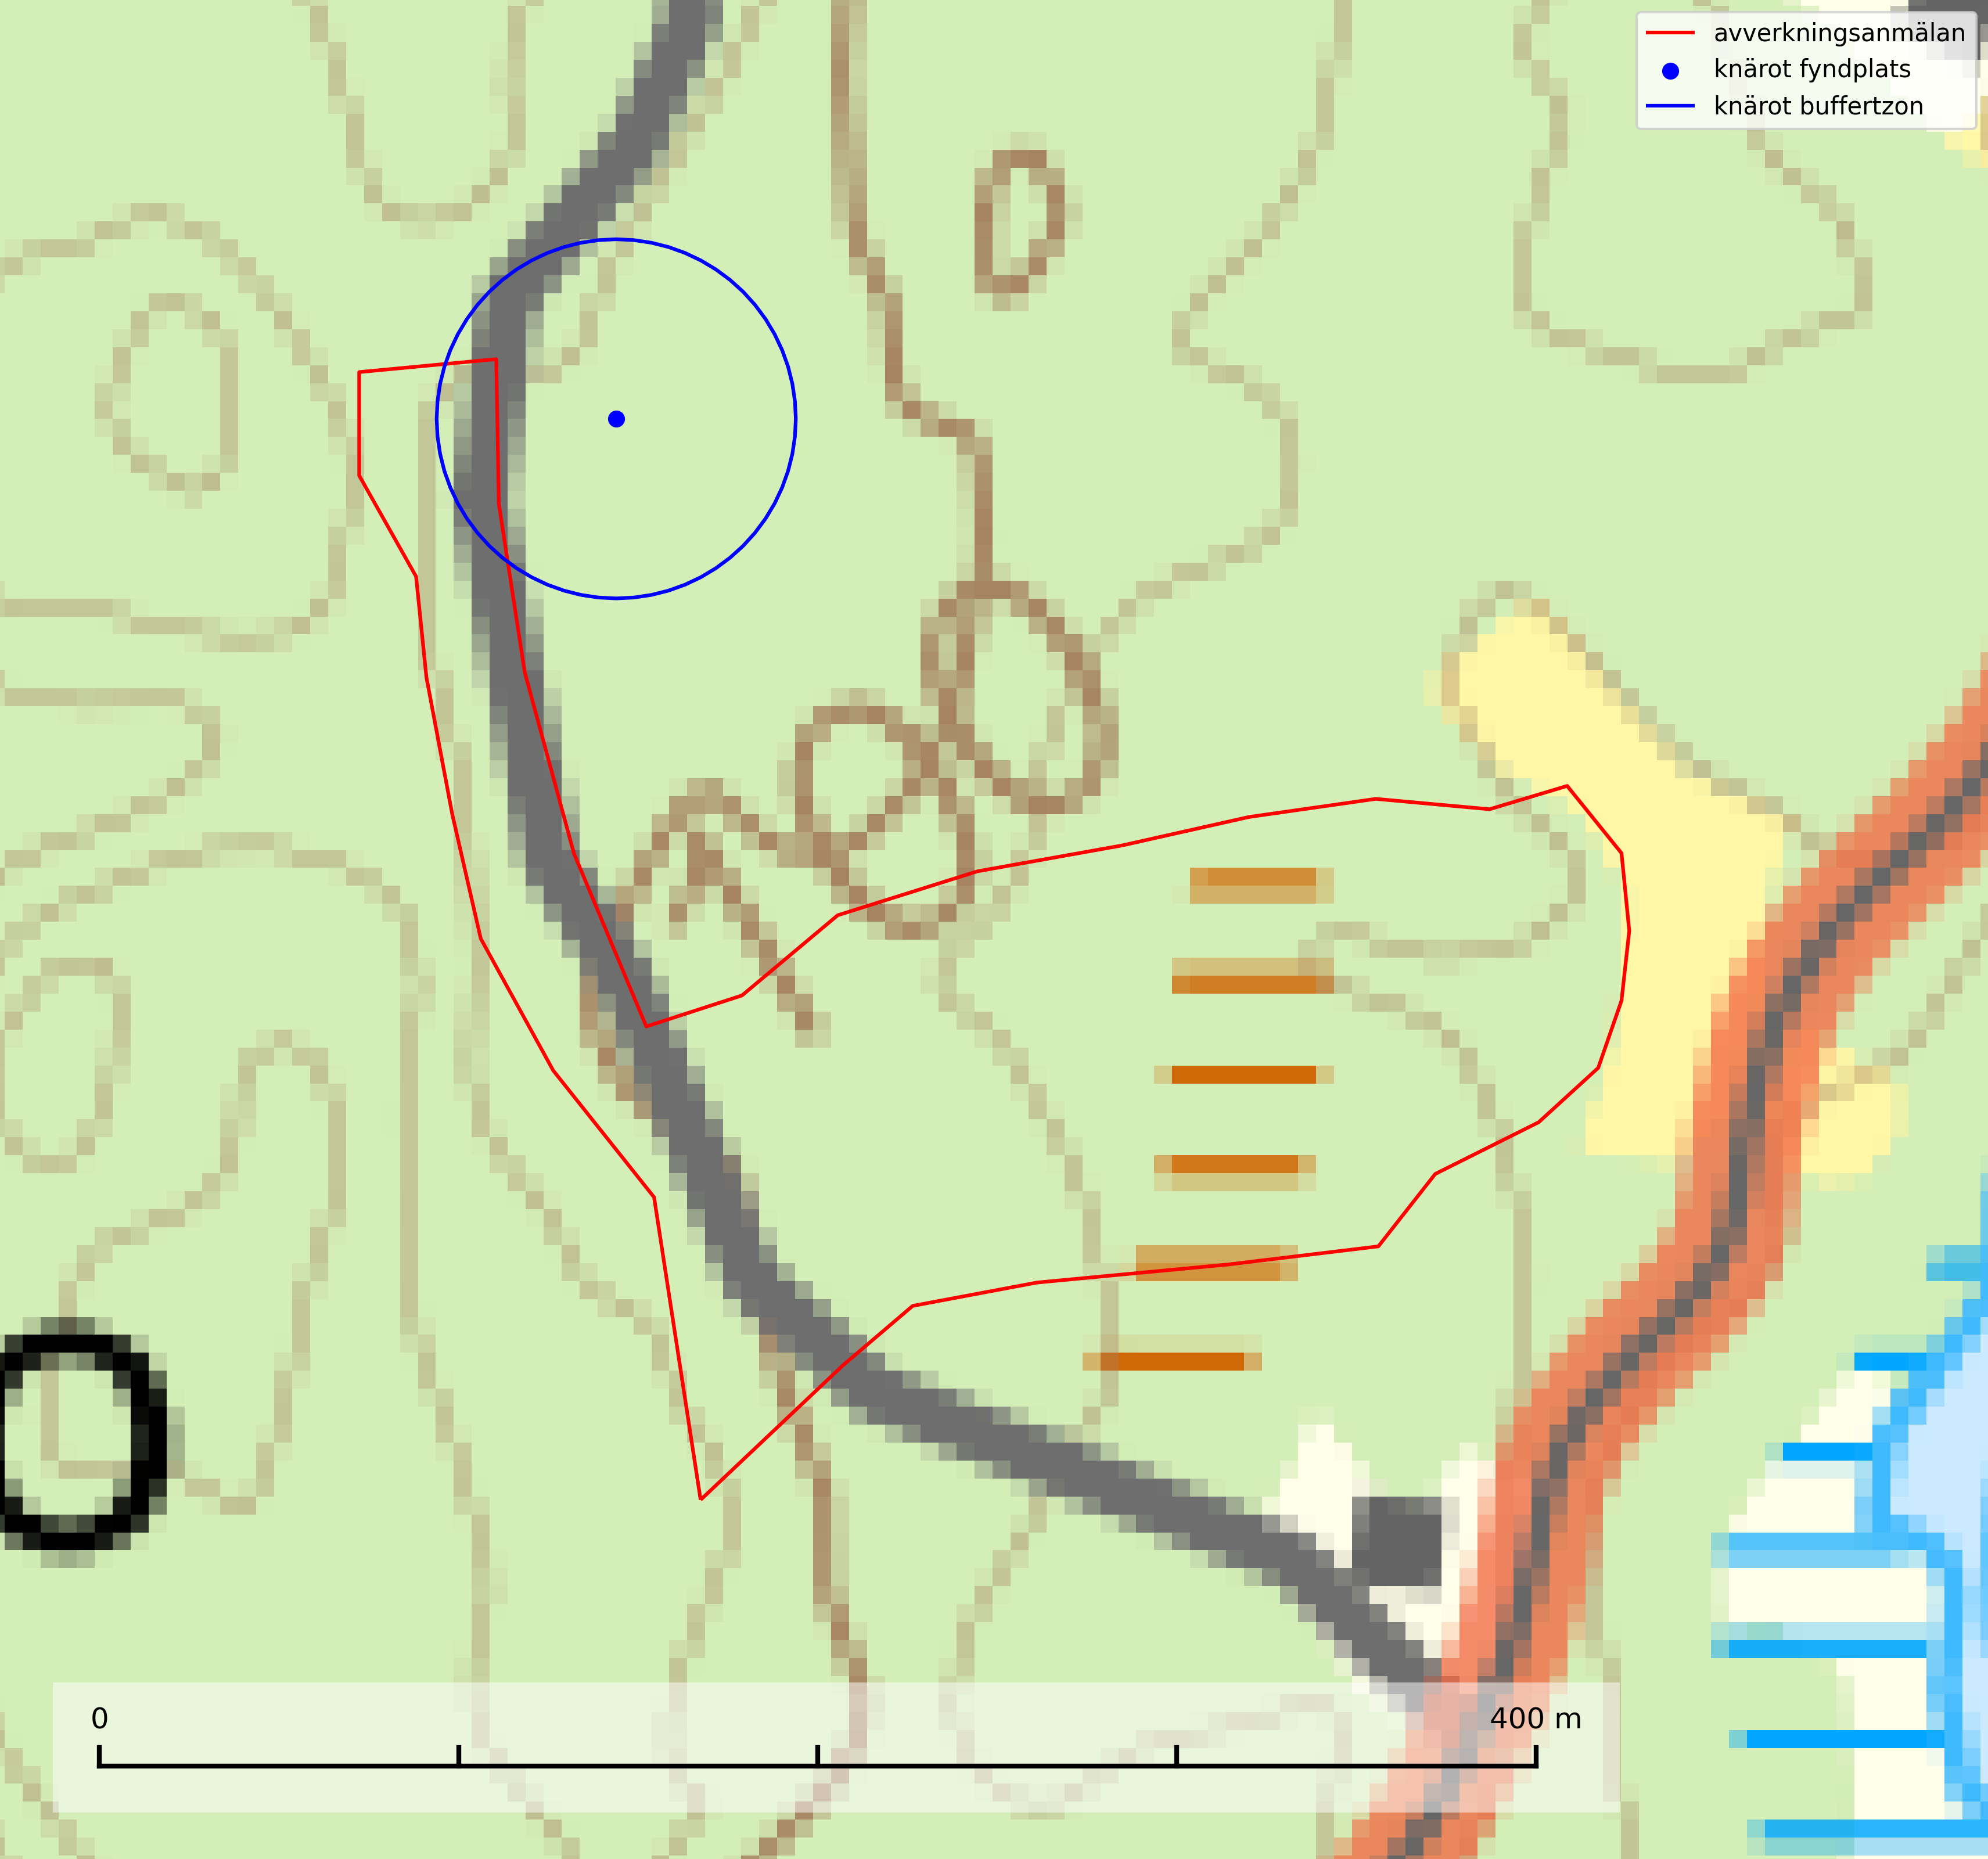 avverkningsanmälan
knärot fyndplats
knärot buffertzon
0
400 m